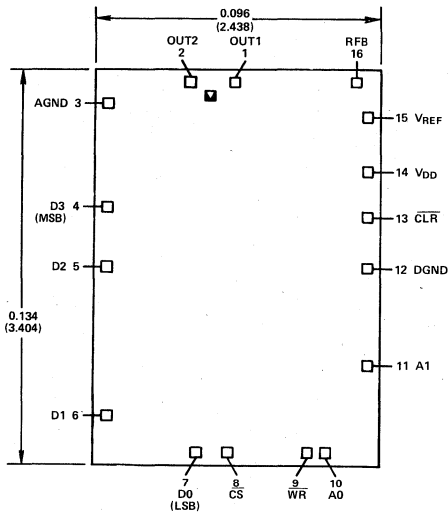 0.096
(2.438)
OUT2
2
OUT1
1
RFB
16
AGND 3
15 VREF
14 VDD
D3 4
(MSB)
13 CLR
D2 5
12 DGND
0.134
(3.404)
11 A1
D1 6
7
D0
(LSB)
8
CS
9
WR
10
A0